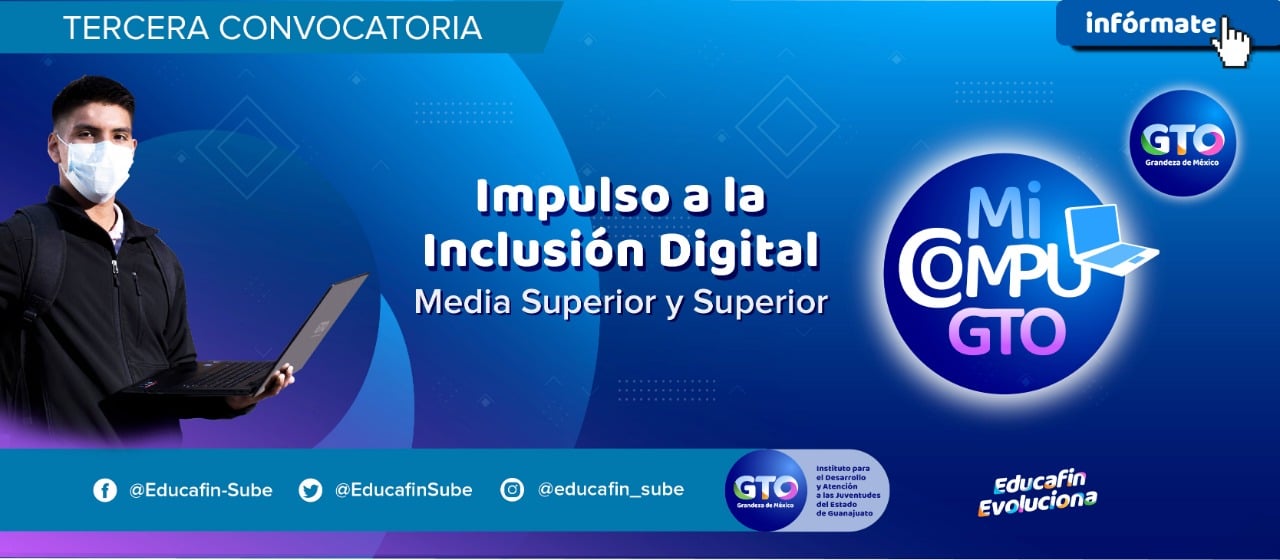 TERCERA CONVOCATORIA
infórmate
GTO
Grandeza de México
Impulso a la
Inclusión Digital
Media Superior y Superior
Mi
COMPU
GTO
@Educafin-Sube
@EducafinSube
@educafin_sube
GTO
Grandeza de México
Instituto para
el Desarrollo
y Atención
a las Juventudes
del Estado
de Guanajuato
Educafin
Evoluciona